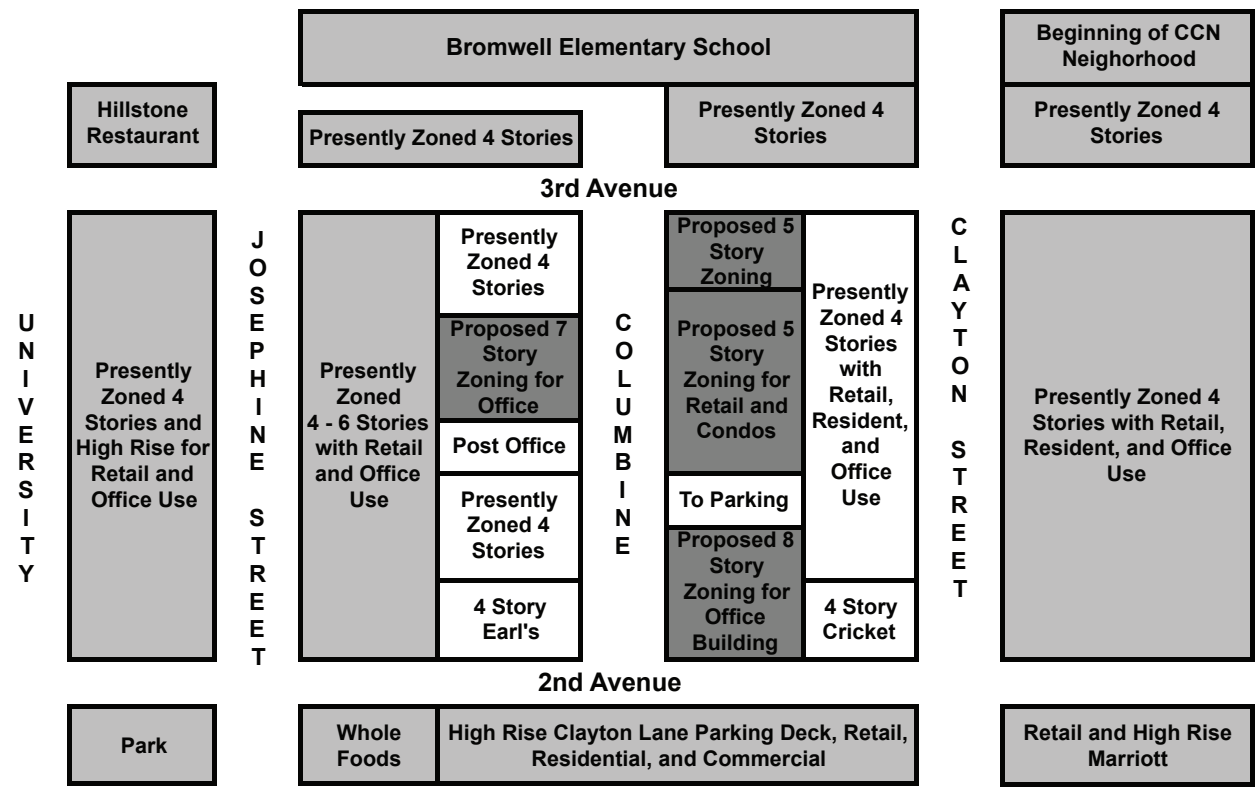 Bromwell Elementary School
Beginning of CCN
Neighorhood
Hillstone
Restaurant
Presently Zoned 4 Stories
Presently Zoned 4
Stories
Presently Zoned 4
Stories
3rd Avenue
UNIVERSITY
Presently
Zoned 4
Stories and
High Rise for
Retail and
Office Use
JOSEPHINE STREET
Presently
Zoned
4 - 6 Stories
with Retail
and Office
Use
Presently
Zoned 4
Stories
Proposed 7
Story
Zoning for
Office
Post Office
Presently
Zoned 4
Stories
4 Story
Earl's
COLUMBINE
Proposed 5
Story
Zoning
Proposed 5
Story
Zoning for
Retail and
Condos
To Parking
Proposed 8
Story
Zoning for
Office
Building
Presently
Zoned 4
Stories
with
Retail,
Resident,
and
Office
Use
4 Story
Cricket
CLAYTON STREET
Presently Zoned 4
Stories with Retail,
Resident, and Office
Use
2nd Avenue
Park
Whole
Foods
High Rise Clayton Lane Parking Deck, Retail,
Residential, and Commercial
Retail and High Rise
Marriott